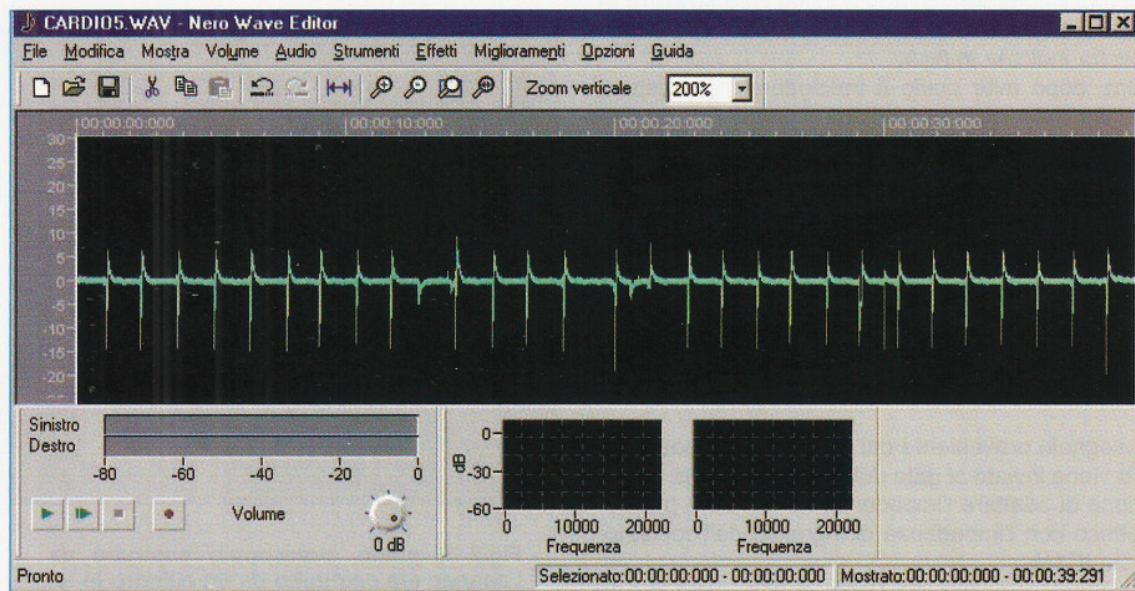 CARDIO5.WAV - Nero Wave Editor
File Modifica Mostra Volume Audio Strumenti Effetti Miglioramenti Opzioni Guida
Zoom verticale 200%
00:00:00:000 00:00:10:000 00:00:20:000 00:00:30:000
30
25
20
15
10
5
0
-5
-10
-15
-20
Sinistro
Destro
-80 -60 -40 -20 0
Volume
0 dB
dB
0
-30
-60
0 10000 20000 0 10000 20000
Frequenza Frequenza
Pronto Selezionato:00:00:00:000 - 00:00:00:000 Mostrato:00:00:00:000 - 00:00:39:291